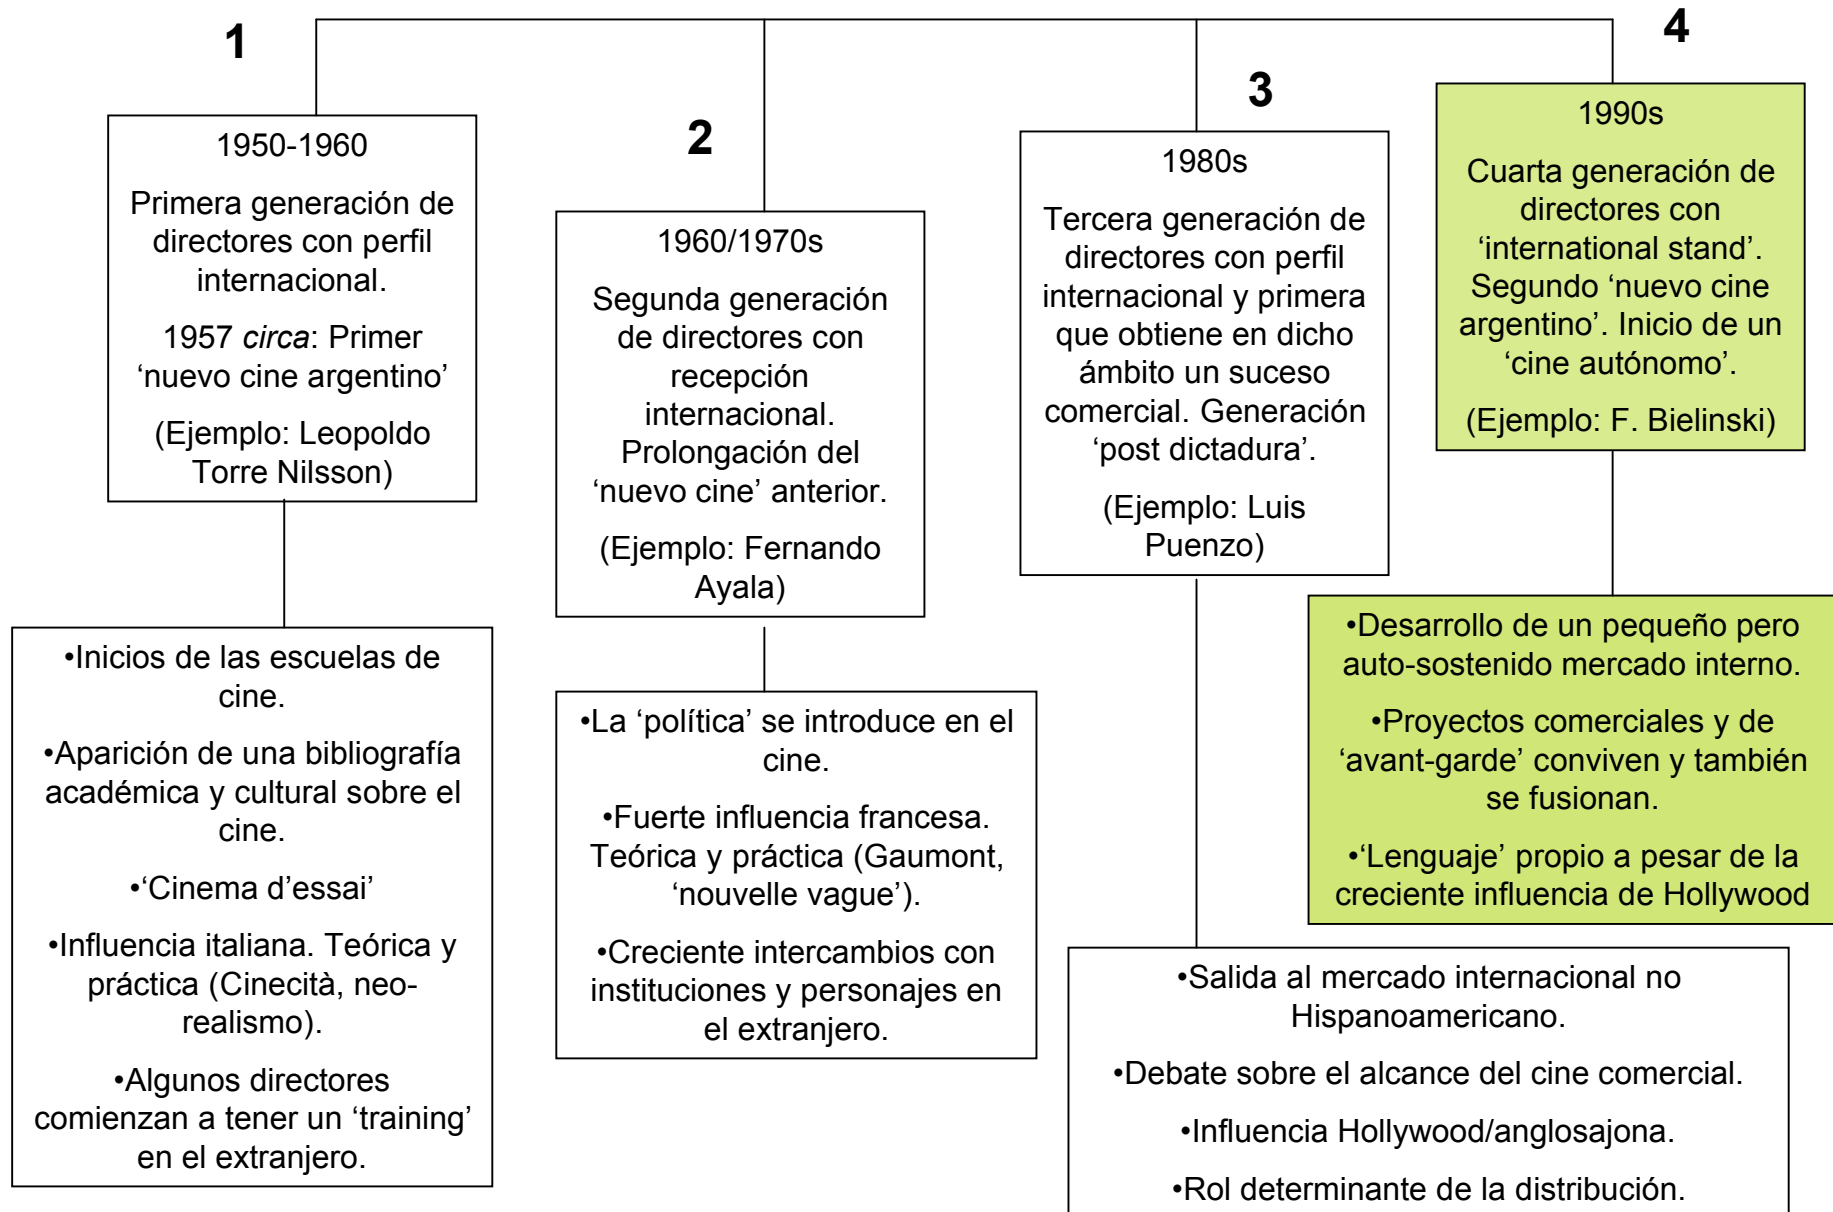 1
1950-1960
Primera generación de
directores con perfil
internacional.
1957 circa: Primer
‘nuevo cine argentino’
(Ejemplo: Leopoldo
Torre Nilsson)
•Inicios de las escuelas de
cine.
•Aparición de una bibliografía
académica y cultural sobre el
cine.
•‘Cinema d’essai’
•Influencia italiana. Teórica y
práctica (Cinecità, neo-
realismo).
•Algunos directores
comienzan a tener un ‘training’
en el extranjero.
2
1960/1970s
Segunda generación
de directores con
recepción
internacional.
Prolongación del
‘nuevo cine’ anterior.
(Ejemplo: Fernando
Ayala)
•La ‘política’ se introduce en el
cine.
•Fuerte influencia francesa.
Teórica y práctica (Gaumont,
‘nouvelle vague’).
•Creciente intercambios con
instituciones y personajes en
el extranjero.
3
1980s
Tercera generación de
directores con perfil
internacional y primera
que obtiene en dicho
ámbito un suceso
comercial. Generación
‘post dictadura’.
(Ejemplo: Luis
Puenzo)
•Salida al mercado internacional no
Hispanoamericano.
•Debate sobre el alcance del cine comercial.
•Influencia Hollywood/anglosajona.
•Rol determinante de la distribución.
4
1990s
Cuarta generación de
directores con
‘international stand’.
Segundo ‘nuevo cine
argentino’. Inicio de un
‘cine autónomo’.
(Ejemplo: F. Bielinski)
•Desarrollo de un pequeño pero
auto-sostenido mercado interno.
•Proyectos comerciales y de
‘avant-garde’ conviven y también
se fusionan.
•‘Lenguaje’ propio a pesar de la
creciente influencia de Hollywood